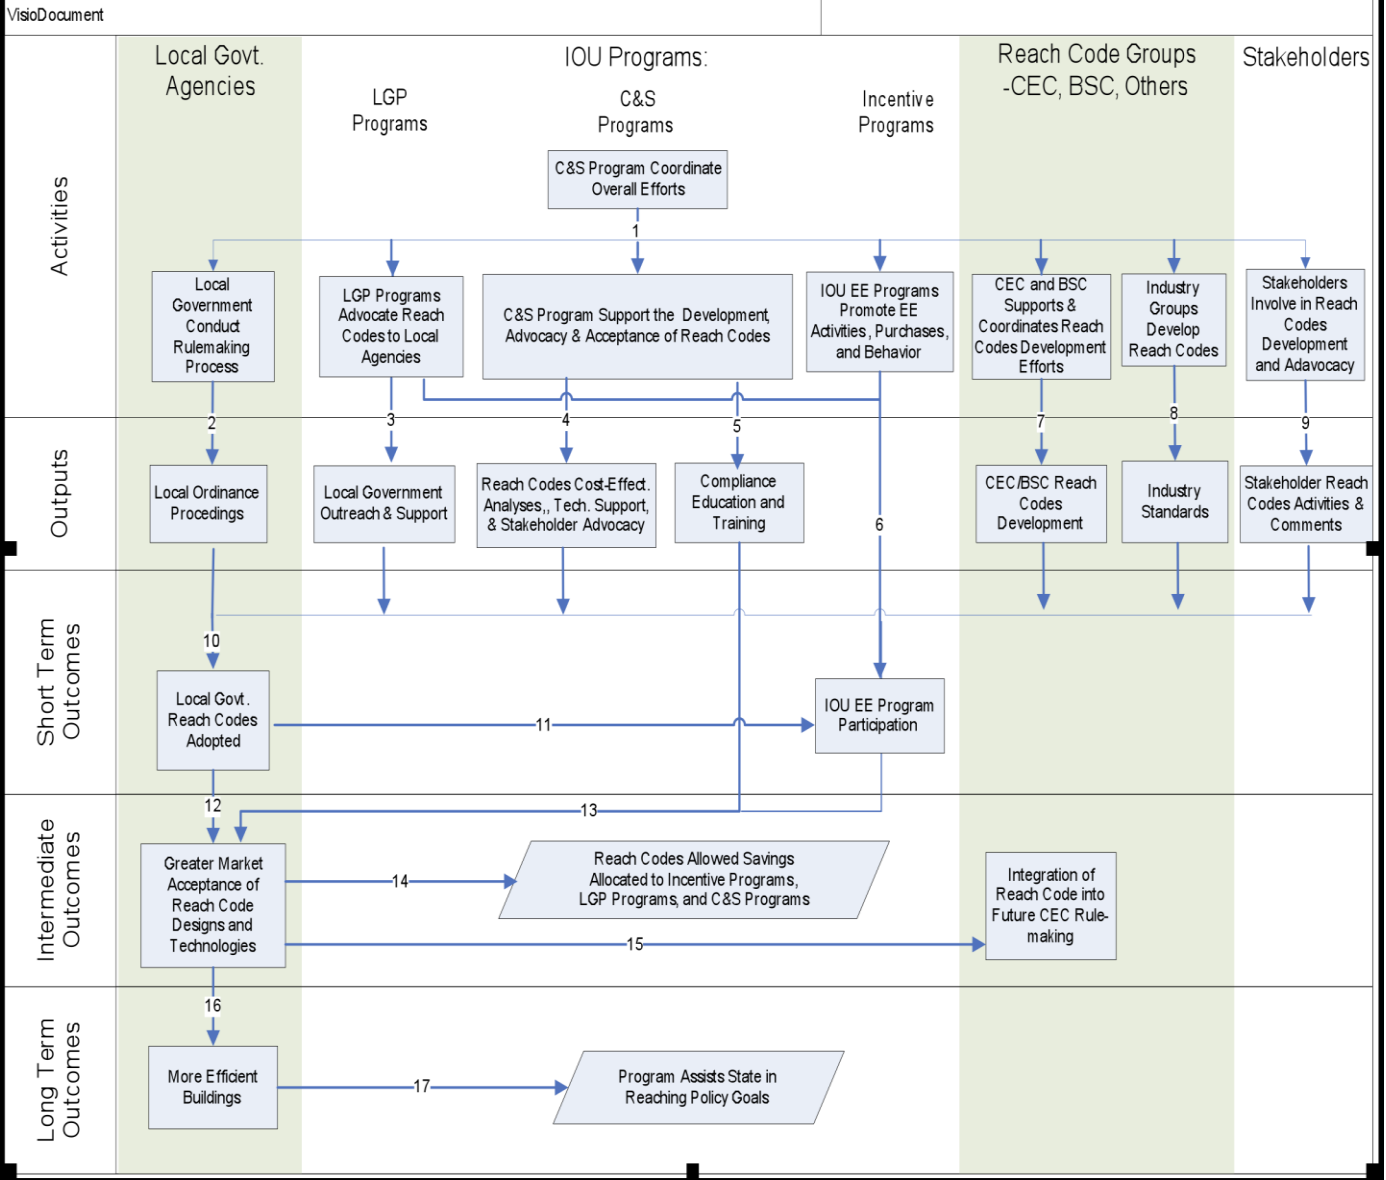 VisioDocument
Local Govt.
Agencies
IOU Programs:
Reach Code Groups
-CEC, BSC, Others
Stakeholders
LGP
Programs
C&S
Programs
Incentive
Programs
Activities
C&S Program Coordinate
Overall Efforts
1
Local
Government
Conduct
Rulemaking
Process
LGP Programs
Advocate Reach
Codes to Local
Agencies
C&S Program Support the Development,
Advocacy & Acceptance of Reach Codes
IOU EE Programs
Promote EE
Activities, Purchases,
and Behavior
CEC and BSC
Supports &
Coordinates Reach
Codes Development
Efforts
Industry
Groups
Develop
Reach Codes
Stakeholders
Involve in Reach
Codes
Development
and Adavocacy
2
3
4
5
6
7
8
9
Outputs
Local Ordinance
Procedings
Local Government
Outreach & Support
Reach Codes Cost-Effect.
Analyses,, Tech. Support,
& Stakeholder Advocacy
Compliance
Education and
Training
CEC/BSC Reach
Codes
Development
Industry
Standards
Stakeholder Reach
Codes Activities &
Comments
Short Term
Outcomes
10
Local Govt.
Reach Codes
Adopted
11
IOU EE Program
Participation
12
13
Intermediate
Outcomes
Greater Market
Acceptance of
Reach Code
Designs and
Technologies
14
Reach Codes Allowed Savings
Allocated to Incentive Programs,
LGP Programs, and C&S Programs
15
Integration of
Reach Code into
Future CEC Rule-
making
16
Long Term
Outcomes
More Efficient
Buildings
17
Program Assists State in
Reaching Policy Goals